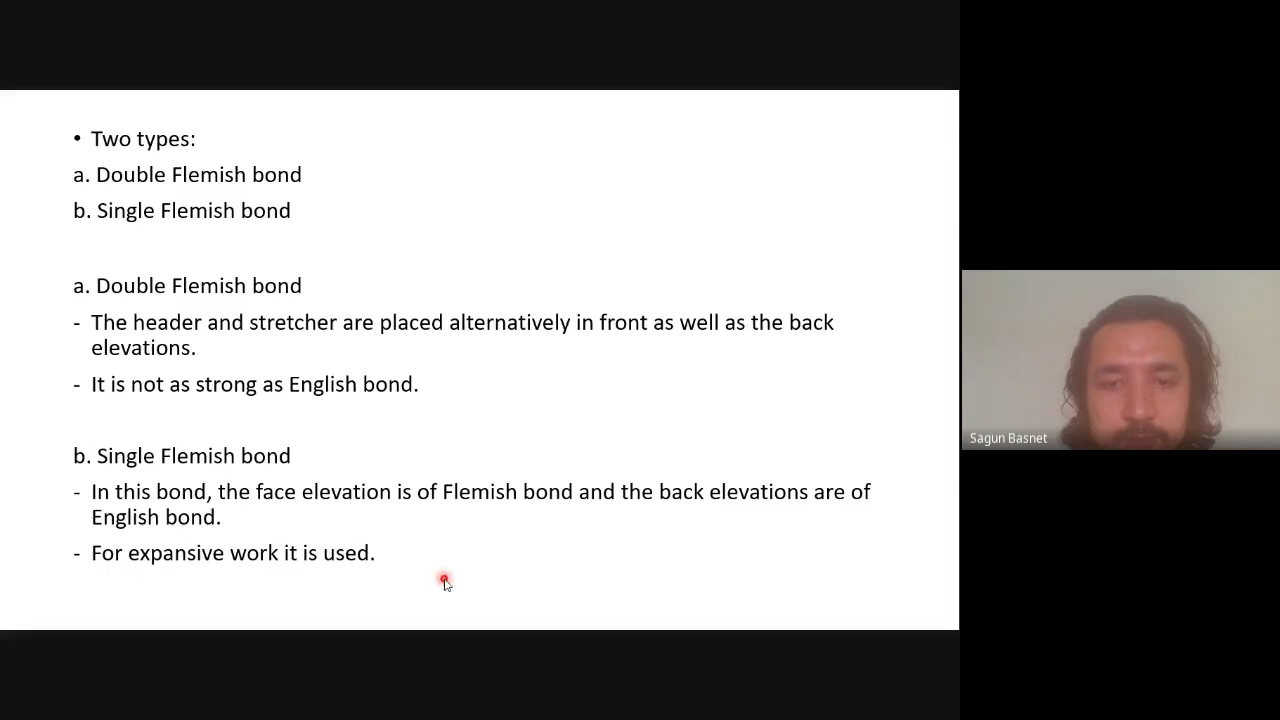 • Two types:
a. Double Flemish bond
b. Single Flemish bond
a. Double Flemish bond
- The header and stretcher are placed alternatively in front as well as the back
elevations.
- It is not as strong as English bond.
b. Single Flemish bond
- In this bond, the face elevation is of Flemish bond and the back elevations are of
English bond.
- For expansive work it is used.
Sagun Basnet